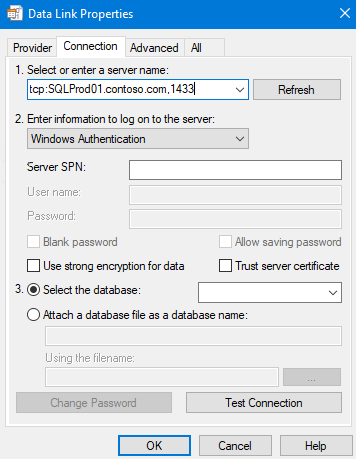 Data Link Properties
Provider Connection Advanced All
1. Select or enter a server name:
tcp:SQLProd01.contoso.com,1433 Refresh
2. Enter information to log on to the server:
Windows Authentication
Server SPN:
User name:
Password:
Blank password Allow saving password
Use strong encryption for data Trust server certificate
3. Select the database:
Attach a database file as a database name:
Using the filename:
...
Change Password Test Connection
OK Cancel Help